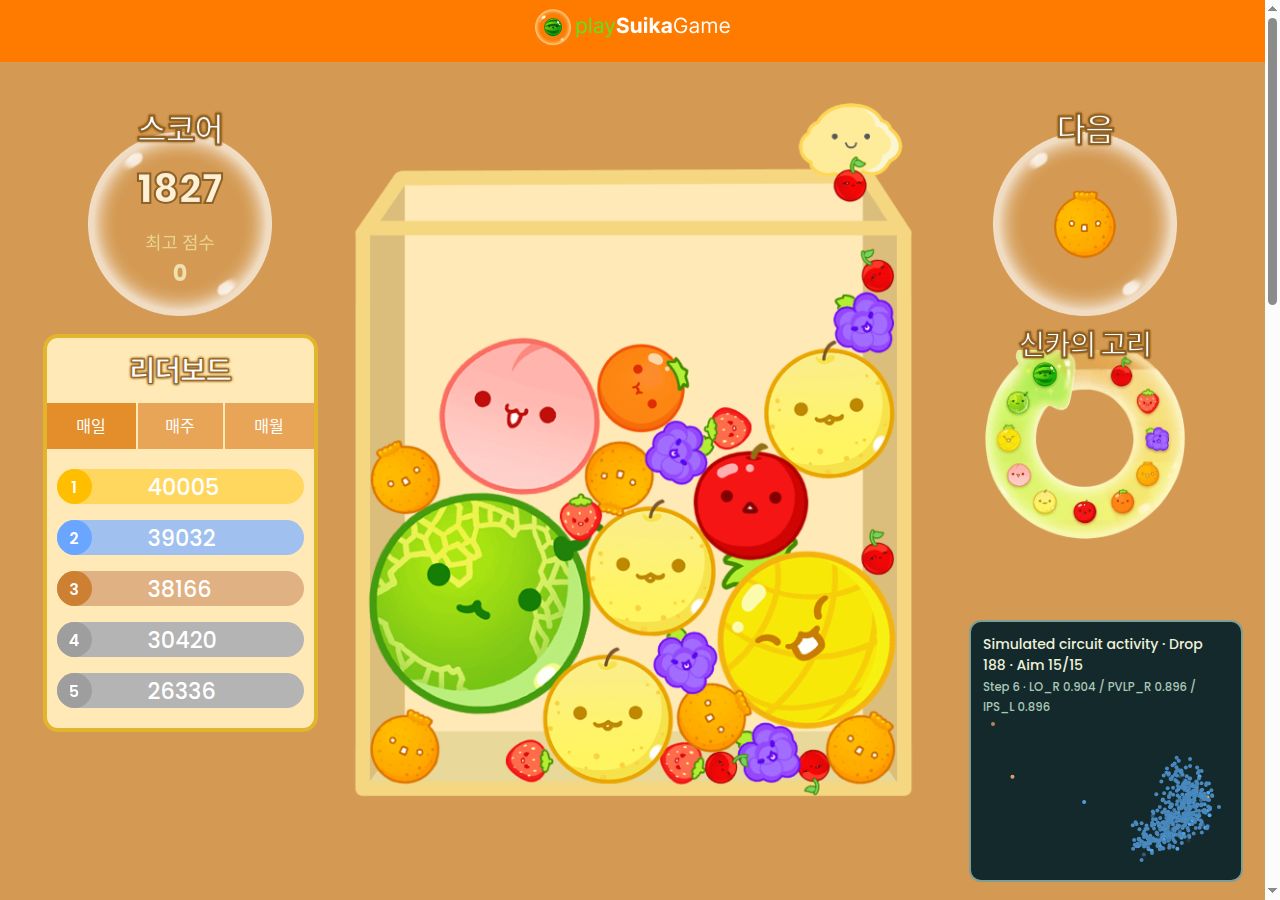 playSuikaGame
스코어
1827
최고 점수
0
리더보드
매일 매주 매월
1 40005
2 39032
3 38166
4 30420
5 26336
다음
신카의 고리
Simulated circuit activity · Drop
188 · Aim 15/15
Step 6 · LO_R 0.904 / PVLP_R 0.896 /
IPS_L 0.896